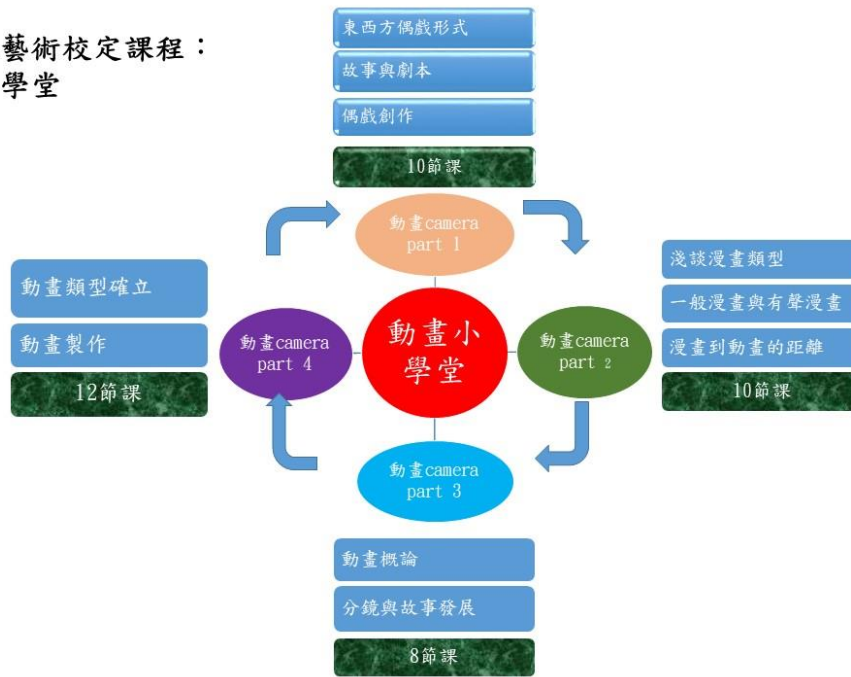 藝術校定課程：
學堂
東西方偶戲形式
故事與劇本
偶戲創作
10節課
動畫camera
part 1
淺談漫畫類型
一般漫畫與有聲漫畫
漫畫到動畫的距離
10節課
動畫camera
part 2
動畫小
學堂
動畫類型確立
動畫製作
12節課
動畫camera
part 4
動畫camera
part 3
動畫概論
分鏡與故事發展
8節課